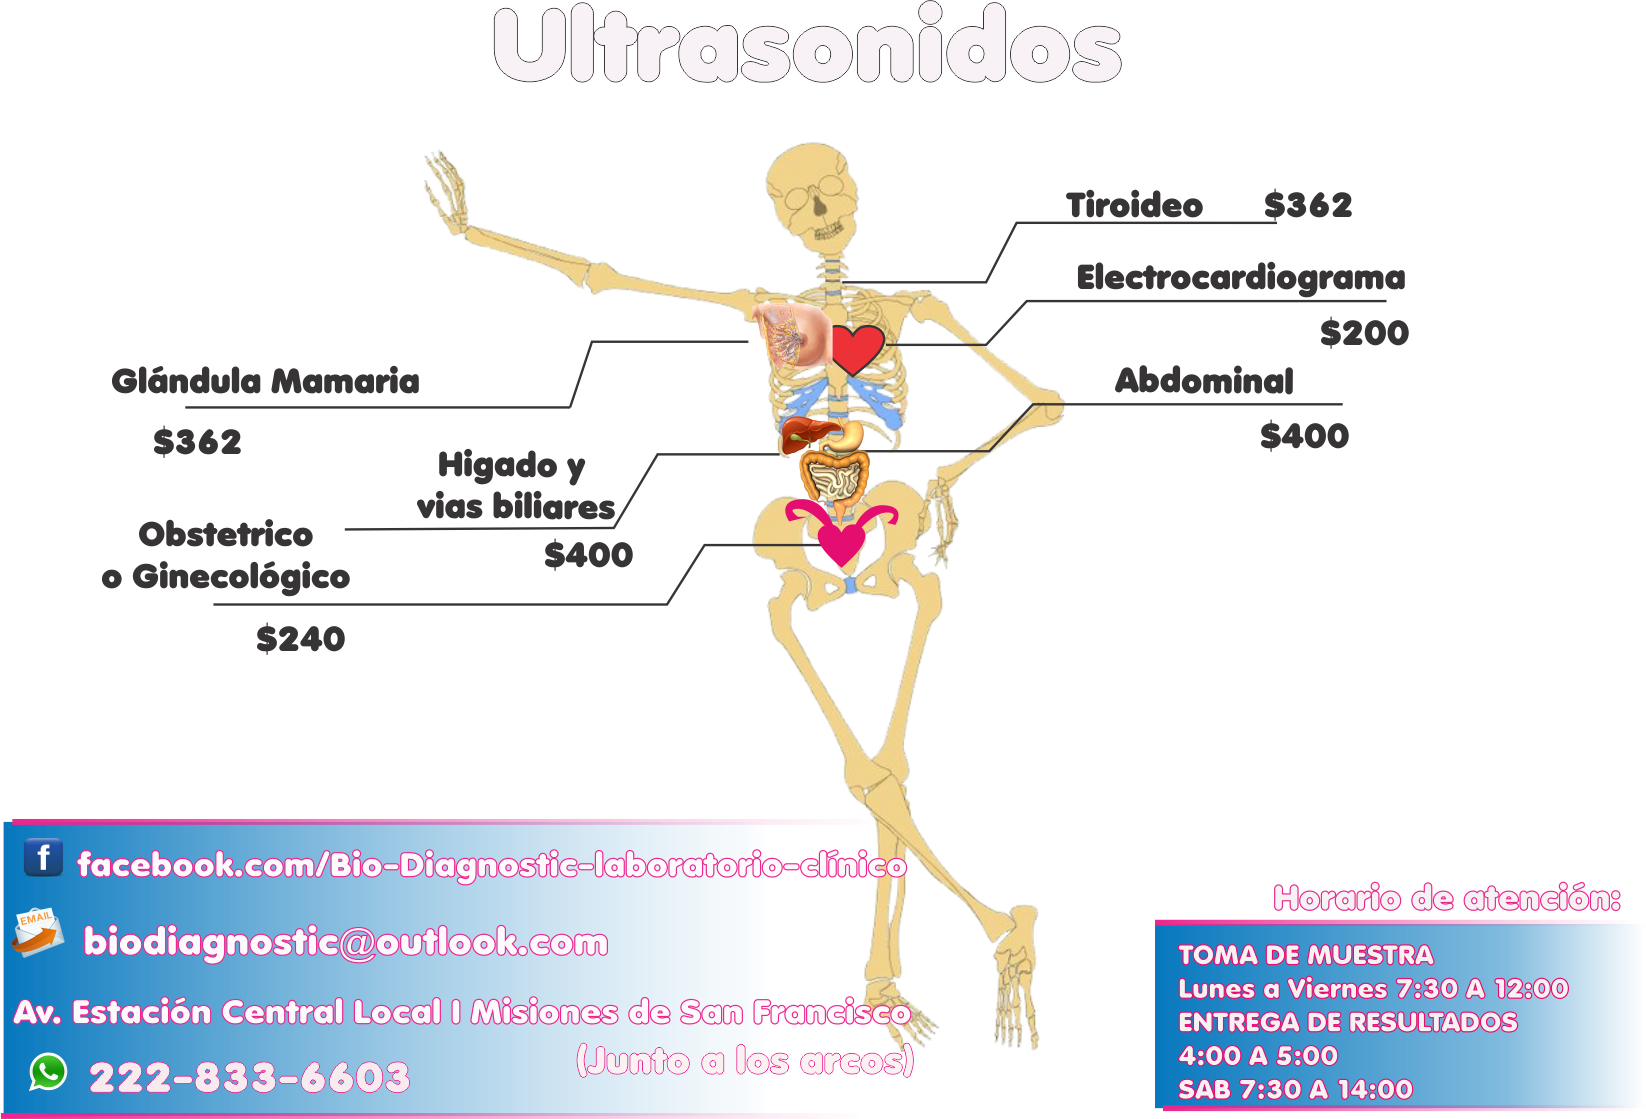 Ultrasonidos
Tiroideo $362
Electrocardiograma
$200
Abdominal
$400
Glándula Mamaria
$362
Higado y
vias biliares
$400
Obstetrico
o Ginecológico
$240
f facebook.com/Bio-Diagnostic-laboratorio-clínico
EMAIL
biodiagnostic@outlook.com
Av. Estación Central Local I Misiones de San Francisco
(Junto a los arcos)
222-833-6603
Horario de atención:
TOMA DE MUESTRA
Lunes a Viernes 7:30 A 12:00
ENTREGA DE RESULTADOS
4:00 A 5:00
SAB 7:30 A 14:00